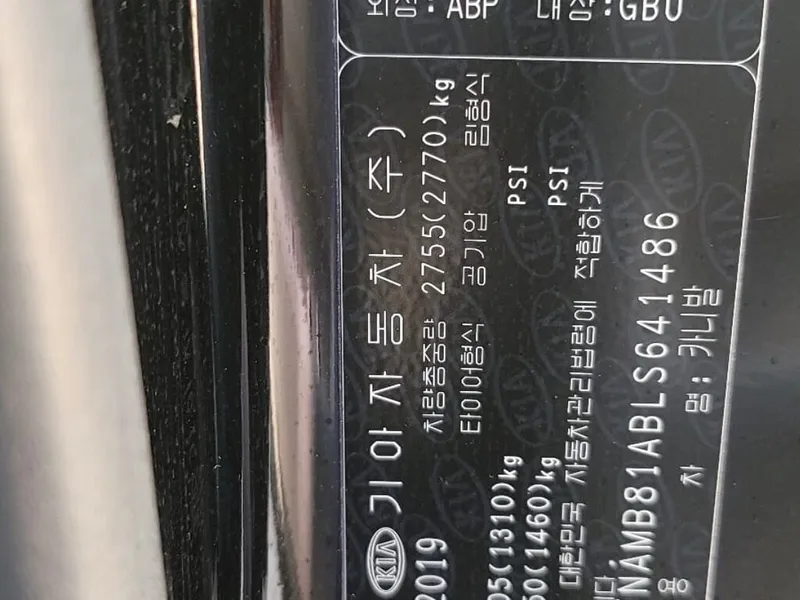 외장: ABP 내장:GBU
KIA 기아자동차(주)
2019 차량총중량 2755(2770)kg
타이어형식 공기압 림형식
05(1310)kg PSI
60(1460)kg PSI
대한민국 자동차관리법령에 적합하게
NAMB81ABLS641486
차 명: 카니발